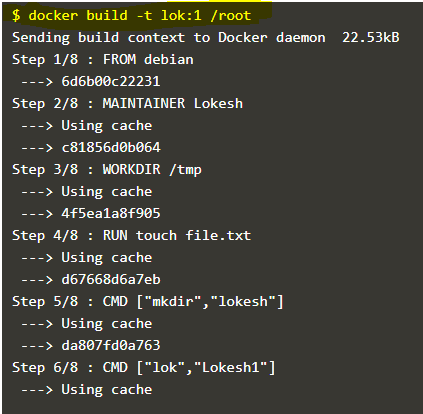 $ docker build -t lok:1 /root
Sending build context to Docker daemon  22.53kB
Step 1/8 : FROM debian
 ---> 6d6b00c22231
Step 2/8 : MAINTAINER Lokesh
 ---> Using cache
 ---> c81856d0b064
Step 3/8 : WORKDIR /tmp
 ---> Using cache
 ---> 4f5ea1a8f905
Step 4/8 : RUN touch file.txt
 ---> Using cache
 ---> d67668d6a7eb
Step 5/8 : CMD ["mkdir","lokesh"]
 ---> Using cache
 ---> da807fd0a763
Step 6/8 : CMD ["lok","Lokesh1"]
 ---> Using cache